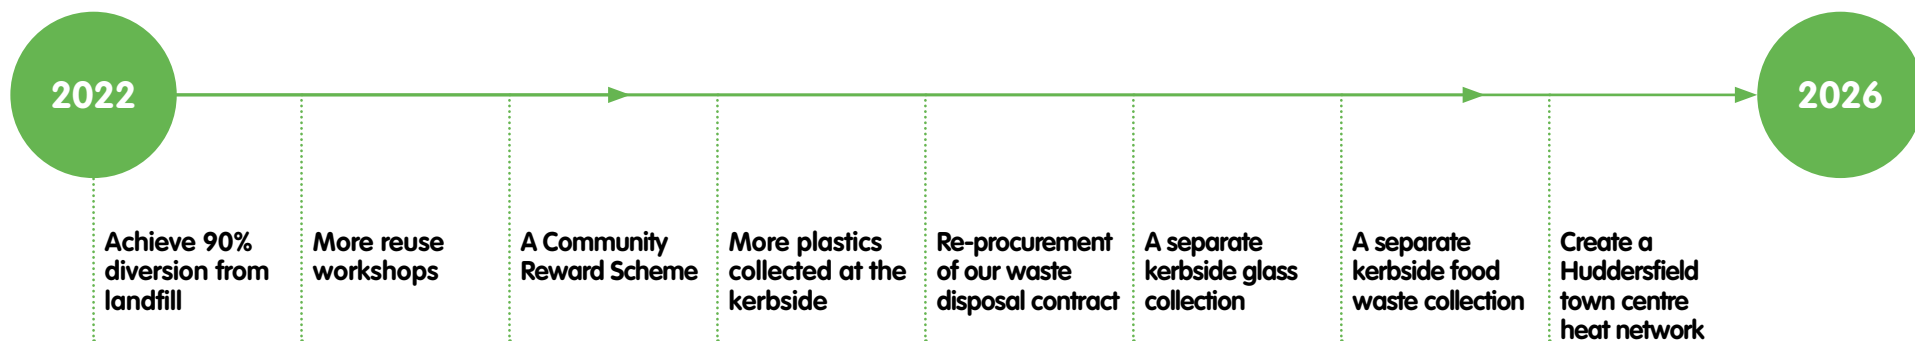 2022
2026
Achieve 90%
diversion from
landfill
More reuse
workshops
A Community
Reward Scheme
More plastics
collected at the
kerbside
Re-procurement
of our waste
disposal contract
A separate
kerbside glass
collection
A separate
kerbside food
waste collection
Create a
Huddersfield
town centre
heat network